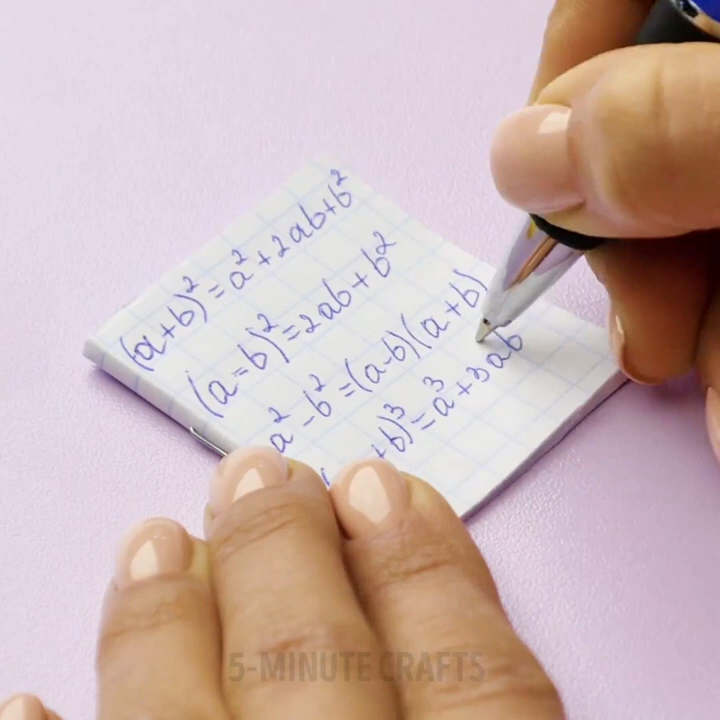 (a+b)²=a²+2ab+b²
(a=b)²=2ab+b²
a²-b²=(a-b)(a+b)
(+b)³=a³+3ab
5-MINUTE CRAFTS